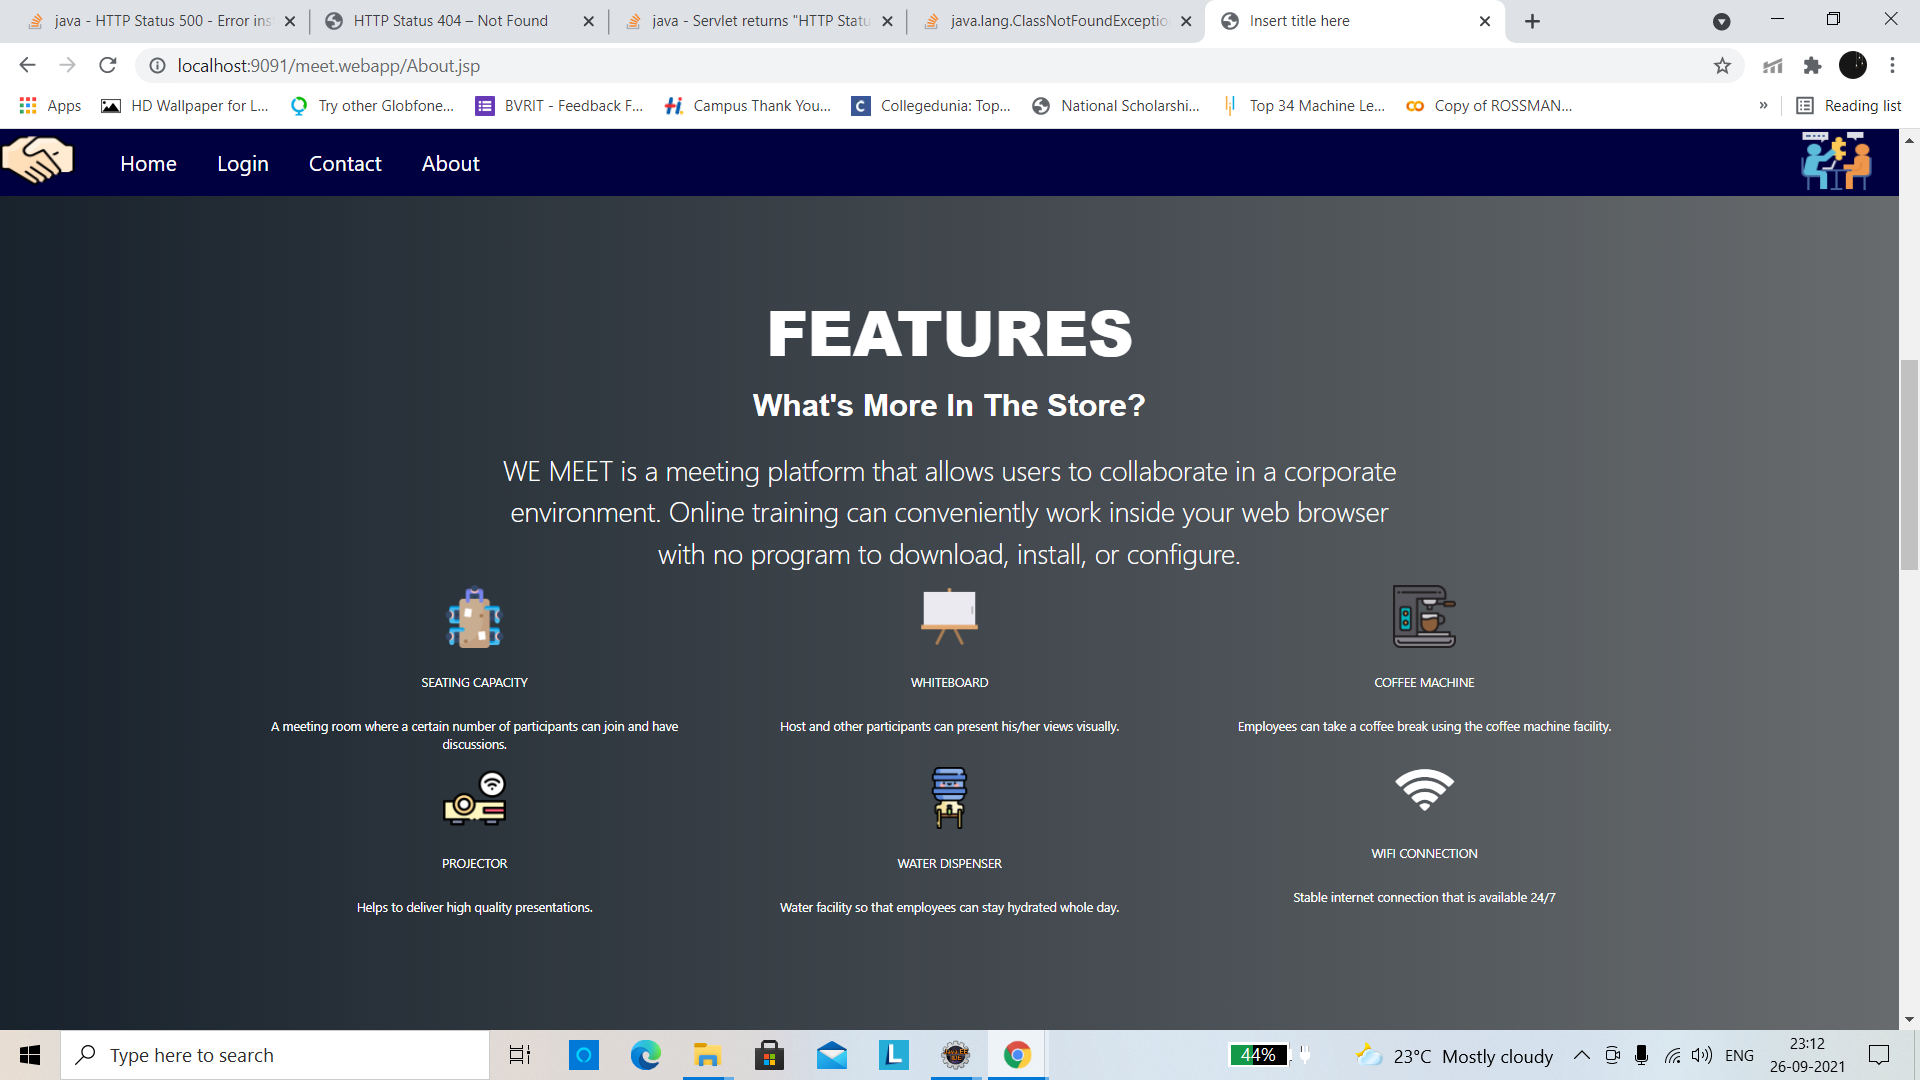 java - HTTP Status 500 - Error ins
HTTP Status 404 – Not Found
java - Servlet returns "HTTP Statu
java.lang.ClassNotFoundExceptio
Insert title here
localhost:9091/meet.webapp/About.jsp
Apps
HD Wallpaper for L...
Try other Globfone...
BVRIT - Feedback F...
Campus Thank You...
Collegedunia: Top...
National Scholarshi...
Top 34 Machine Le...
Copy of ROSSMAN...
»
Reading list
Home
Login
Contact
About
FEATURES
What's More In The Store?
WE MEET is a meeting platform that allows users to collaborate in a corporate
environment. Online training can conveniently work inside your web browser
with no program to download, install, or configure.
SEATING CAPACITY
WHITEBOARD
COFFEE MACHINE
A meeting room where a certain number of participants can join and have
discussions.
Host and other participants can present his/her views visually.
Employees can take a coffee break using the coffee machine facility.
PROJECTOR
WATER DISPENSER
WIFI CONNECTION
Helps to deliver high quality presentations.
Water facility so that employees can stay hydrated whole day.
Stable internet connection that is available 24/7
Type here to search
44%
23°C Mostly cloudy
ENG
23:12
26-09-2021